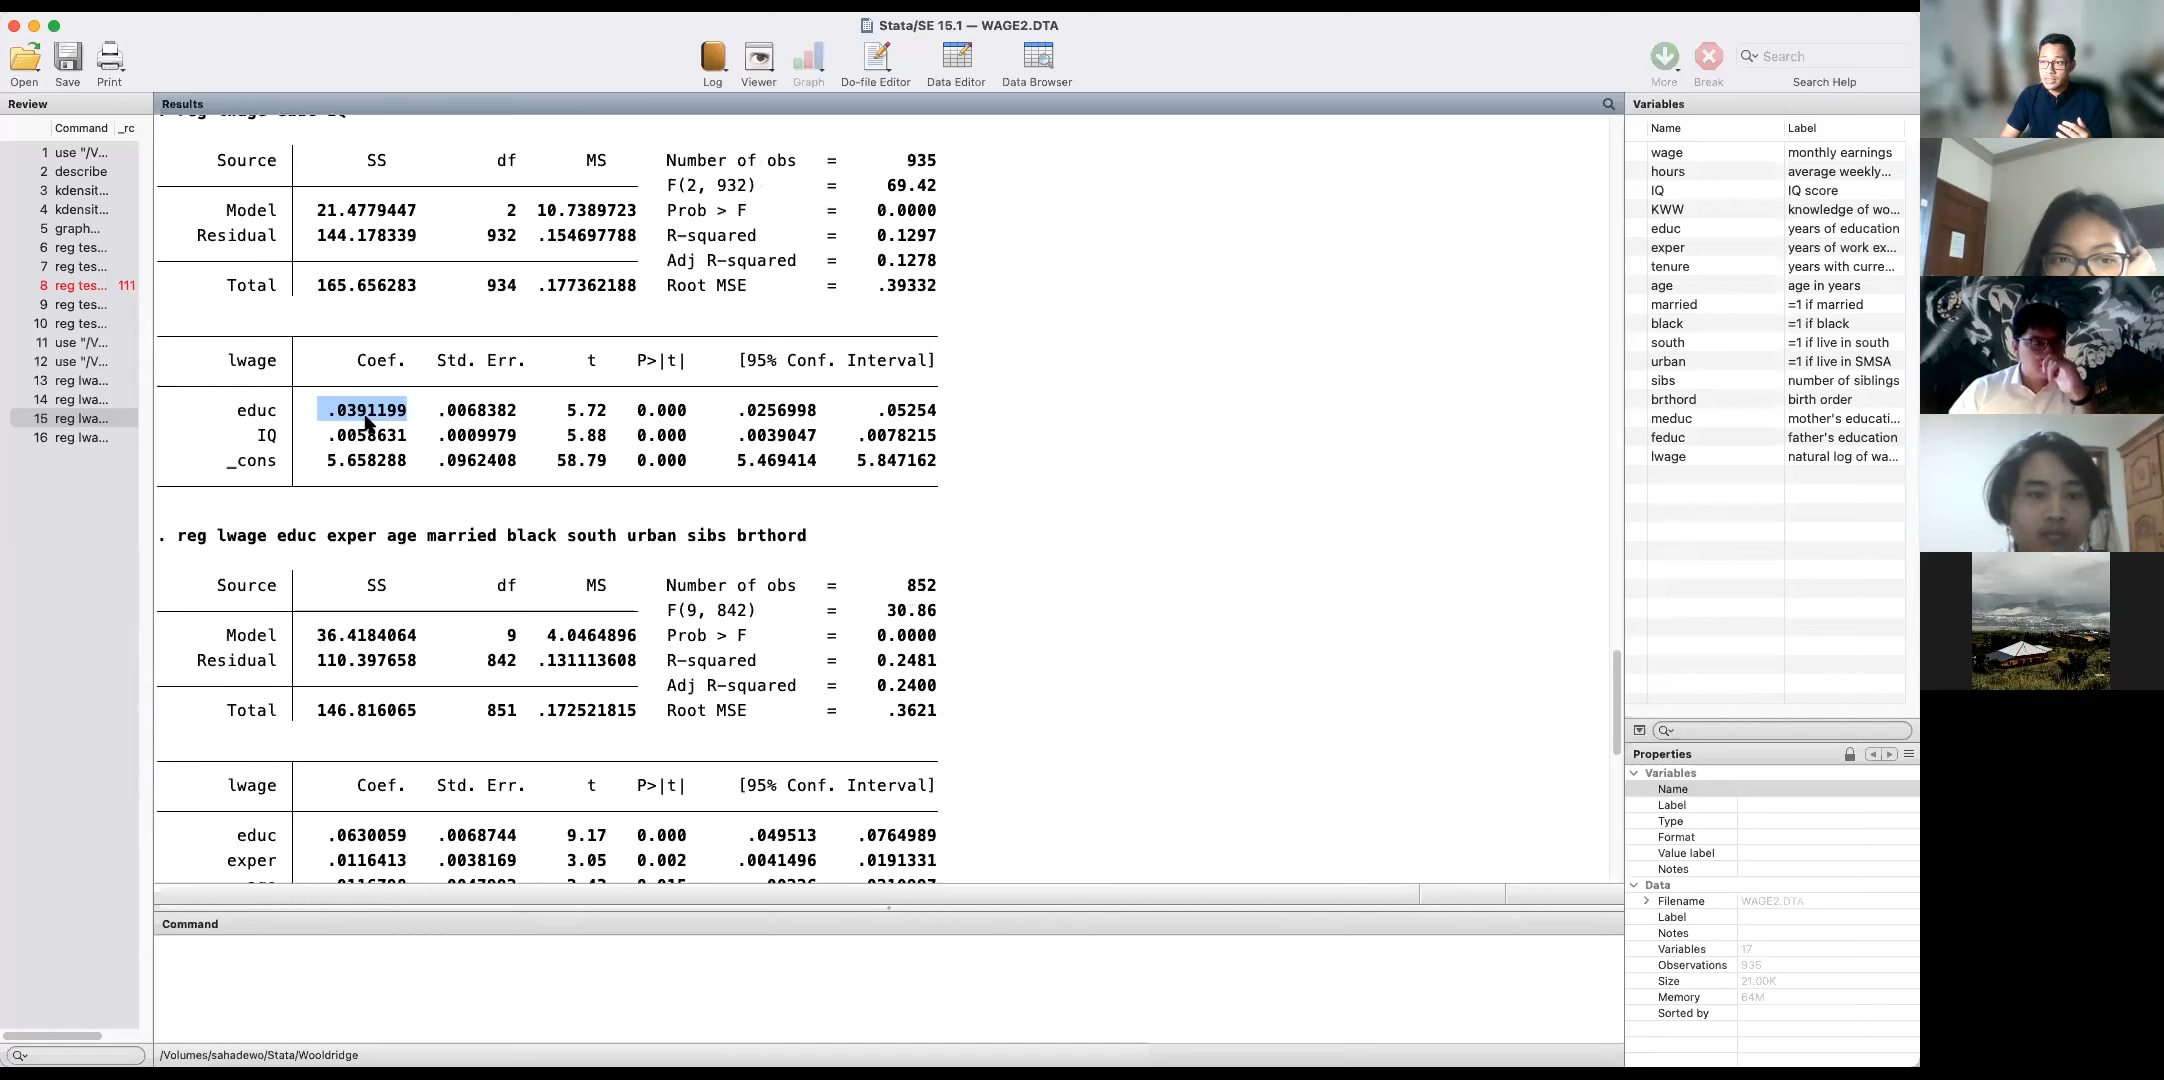 Stata/SE 15.1 — WAGE2.DTA
Open Save Print Log Viewer Graph Do-file Editor Data Editor Data Browser More Break Search Search Help
Review
Command _rc
1 use "/V...
2 describe
3 kdensit...
4 kdensit...
5 graph...
6 reg tes...
7 reg tes...
8 reg tes... 111
9 reg tes...
10 reg tes...
11 use "/V...
12 use "/V...
13 reg lwa...
14 reg lwa...
15 reg lwa...
16 reg lwa...
Results
Source SS df MS Number of obs = 935
F(2, 932) = 69.42
Model 21.4779447 2 10.7389723 Prob > F = 0.0000
Residual 144.178339 932 .154697788 R-squared = 0.1297
Adj R-squared = 0.1278
Total 165.656283 934 .177362188 Root MSE = .39332
lwage Coef. Std. Err. t P>|t| [95% Conf. Interval]
educ .0391199 .0068382 5.72 0.000 .0256998 .05254
IQ .0058631 .0009979 5.88 0.000 .0039047 .0078215
_cons 5.658288 .0962408 58.79 0.000 5.469414 5.847162
. reg lwage educ exper age married black south urban sibs brthord
Source SS df MS Number of obs = 852
F(9, 842) = 30.86
Model 36.4184064 9 4.0464896 Prob > F = 0.0000
Residual 110.397658 842 .131113608 R-squared = 0.2481
Adj R-squared = 0.2400
Total 146.816065 851 .172521815 Root MSE = .3621
lwage Coef. Std. Err. t P>|t| [95% Conf. Interval]
educ .0630059 .0068744 9.17 0.000 .049513 .0764989
exper .0116413 .0038169 3.05 0.002 .0041496 .0191331
Command
/Volumes/sahadewo/Stata/Wooldridge
Variables
Name Label
wage monthly earnings
hours average weekly...
IQ IQ score
KWW knowledge of wo...
educ years of education
exper years of work ex...
tenure years with curre...
age age in years
married =1 if married
black =1 if black
south =1 if live in south
urban =1 if live in SMSA
sibs number of siblings
brthord birth order
meduc mother's educati...
feduc father's education
lwage natural log of wa...
Properties
Variables
Name
Label
Type
Format
Value label
Notes
Data
Filename WAGE2.DTA
Label
Notes
Variables 17
Observations 935
Size 21.00K
Memory 64M
Sorted by